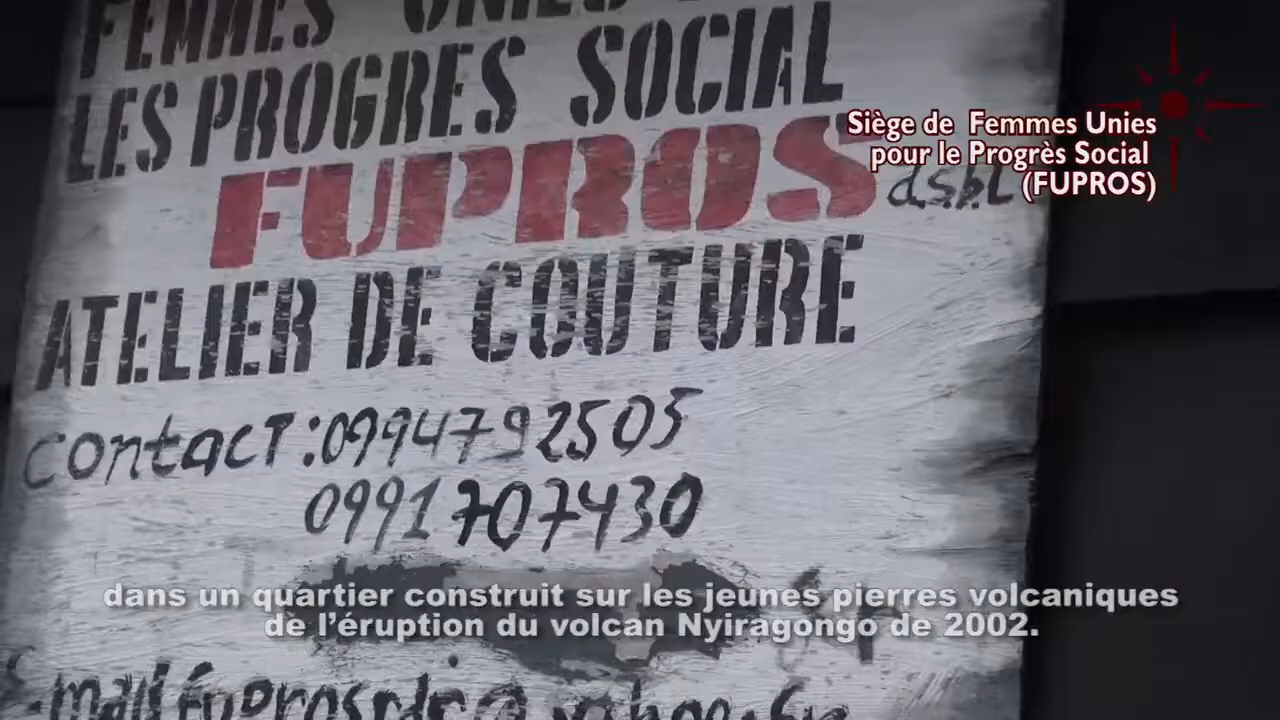 FEMMES UNIES
LES PROGRES SOCIAL
FUPROS
Siège de Femmes Unies
pour le Progrès Social
(FUPROS)
ATELIER DE COUTURE
contact: 0994792505
0991707430
dans un quartier construit sur les jeunes pierres volcaniques
de l'éruption du volcan Nyiragongo de 2002.